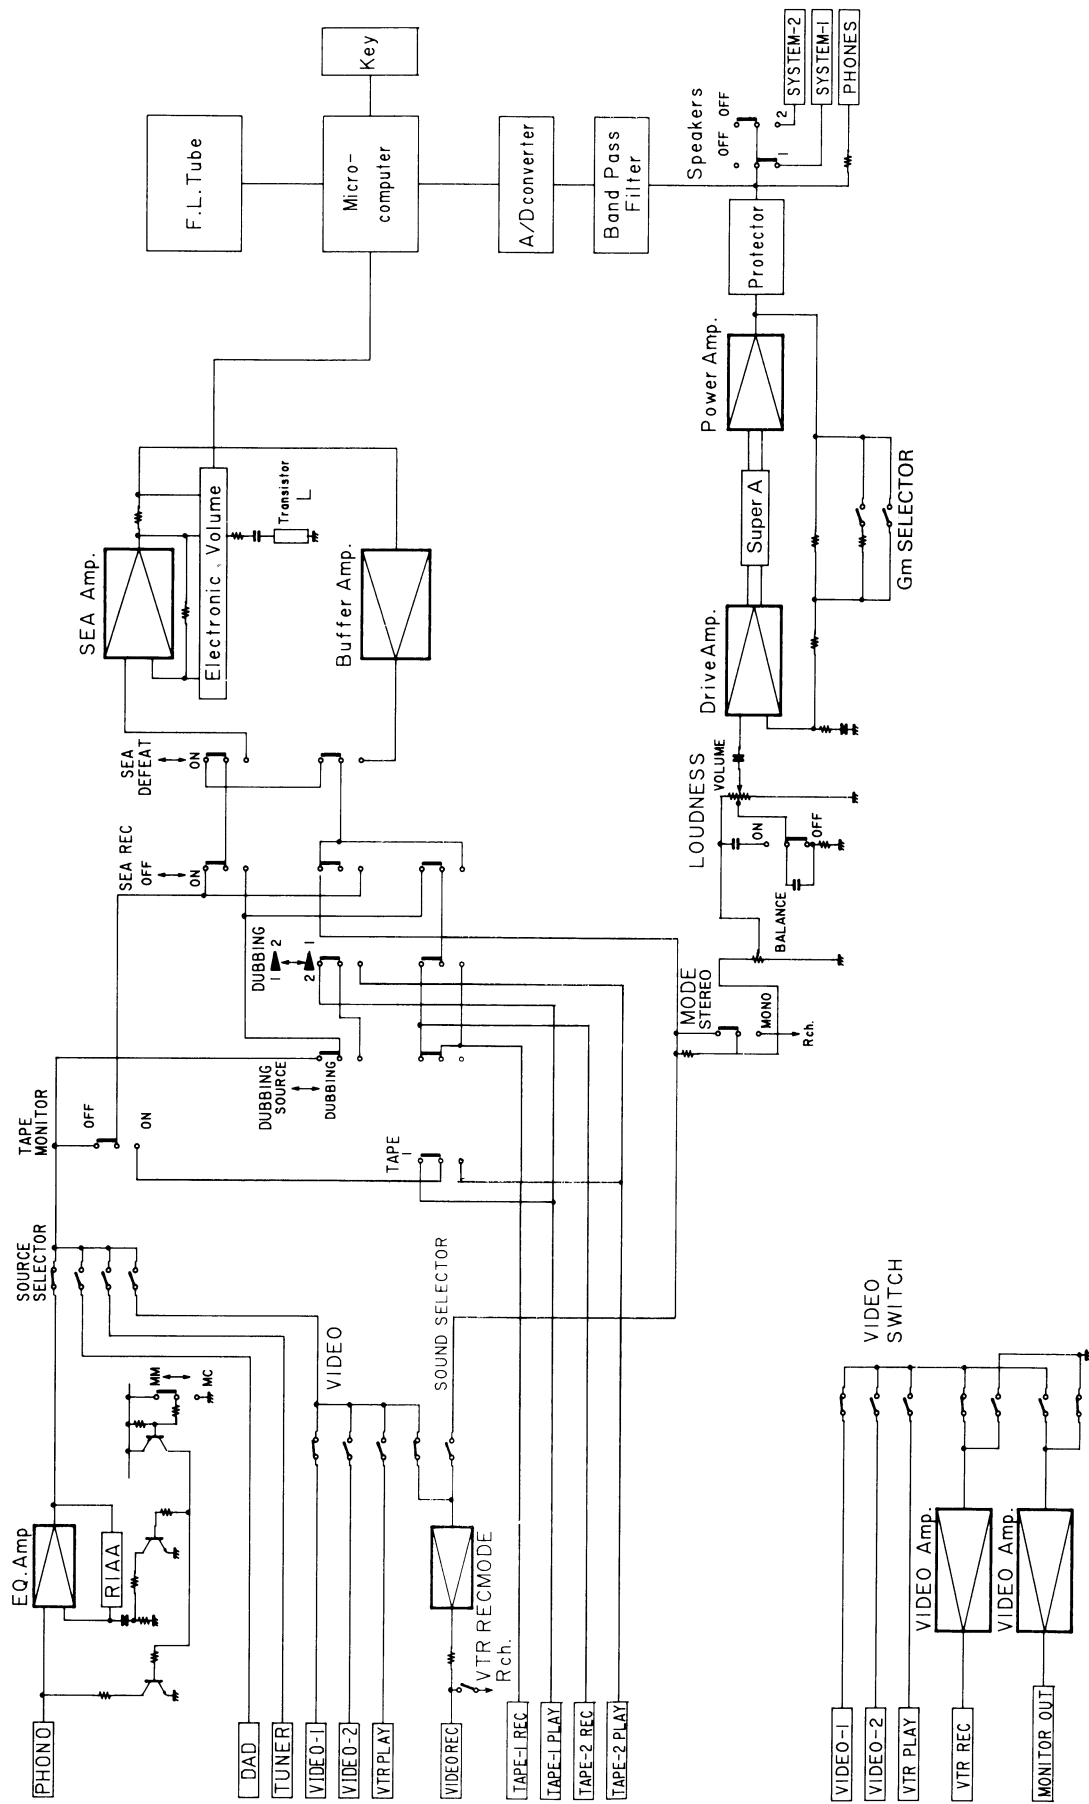 PHONO
EQ.Amp
RIAA
MM
MC
DAD
TUNER
VIDEO-1
VIDEO-2
VTR PLAY
VIDEO REC
VTR RECMODE
Rch.
TAPE-1 REC
TAPE-1 PLAY
TAPE-2 REC
TAPE-2 PLAY
VIDEO
SOUND SELECTOR
SOURCE
SELECTOR
TAPE
MONITOR
OFF
ON
TAPE
1
DUBBING
SOURCE
DUBBING
DUBBING
1 2
2 1
SEA REC
OFF
ON
SEA
DEFEAT
ON
SEA Amp.
Electronic Volume
Transistor
L
Buffer Amp.
F.L.Tube
Micro-
computer
Key
A/Dconverter
Band Pass
Filter
MODE
STEREO
MONO
Rch.
BALANCE
LOUDNESS
ON
OFF
VOLUME
Drive Amp.
Super A
Power Amp.
Gm SELECTOR
Protector
Speakers
OFF OFF
1 2
SYSTEM-2
SYSTEM-1
PHONES
VIDEO-1
VIDEO-2
VTR PLAY
VTR REC
MONITOR OUT
VIDEO Amp.
VIDEO Amp.
VIDEO
SWITCH